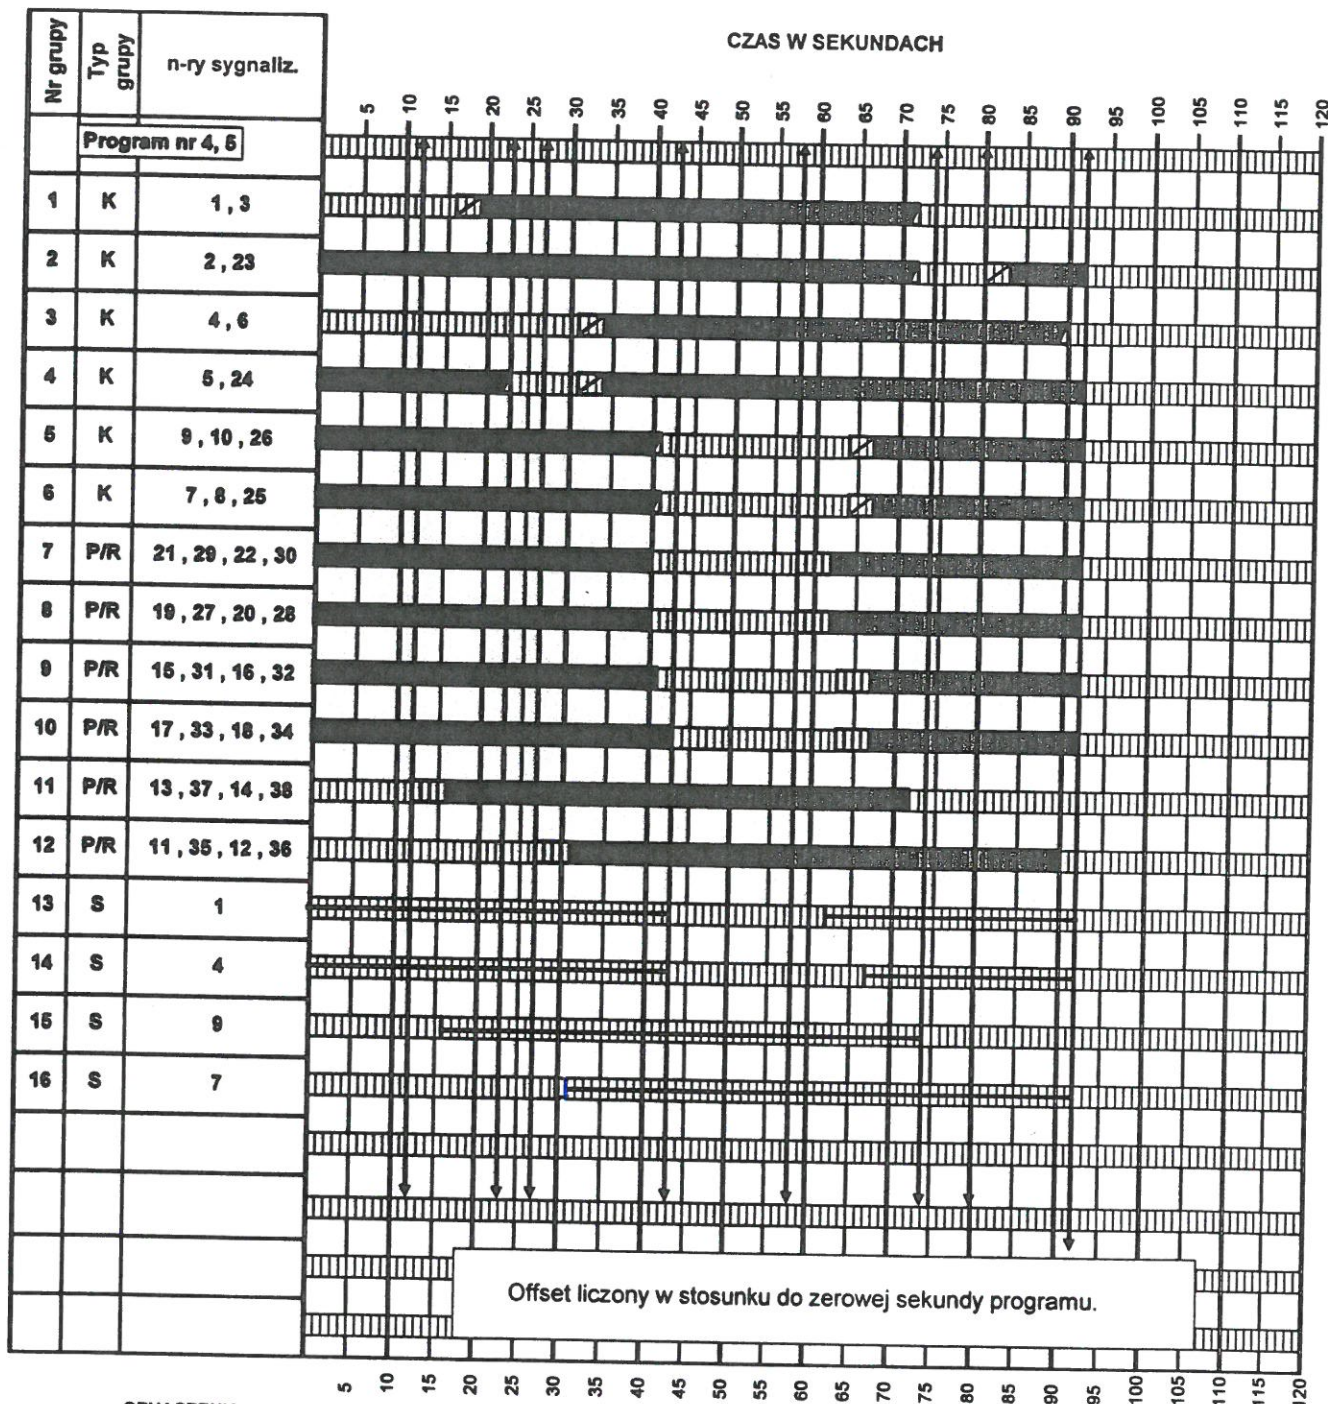 CZAS W SEKUNDACH
Nr grupy Typ grupy n-ry sygnaliz.
5 10 15 20 25 30 35 40 45 50 55 60 65 70 75 80 85 90 95 100 105 110 115 120
Program nr 4, 5
1 K 1 , 3
2 K 2 , 23
3 K 4 , 6
4 K 5 , 24
5 K 9 , 10 , 26
6 K 7 , 8 , 25
7 P/R 21 , 29 , 22 , 30
8 P/R 19 , 27 , 20 , 28
9 P/R 15 , 31 , 16 , 32
10 P/R 17 , 33 , 18 , 34
11 P/R 13 , 37 , 14 , 38
12 P/R 11 , 35 , 12 , 36
13 S 1
14 S 4
15 S 9
16 S 7
Offset liczony w stosunku do zerowej sekundy programu.
5 10 15 20 25 30 35 40 45 50 55 60 65 70 75 80 85 90 95 100 105 110 115 120